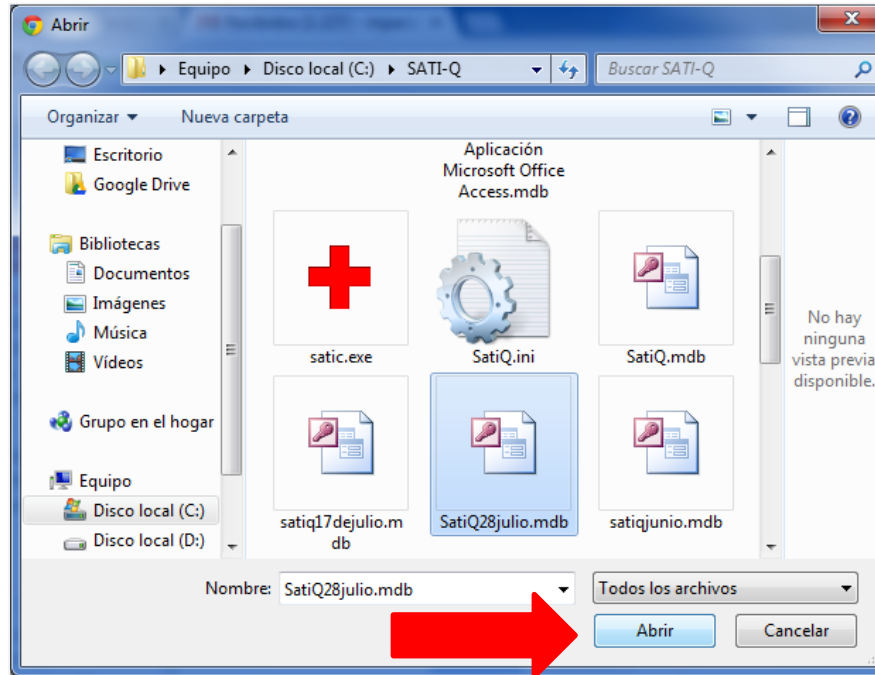 Abrir
Equipo
Disco local (C:)
SATI-Q
Buscar SATI-Q
Organizar
Nueva carpeta
Escritorio
Google Drive
Bibliotecas
Documentos
Imágenes
Música
Vídeos
Grupo en el hogar
Equipo
Disco local (C:)
Disco local (D:)
Aplicación
Microsoft Office
Access.mdb
satic.exe
SatiQ.ini
SatiQ.mdb
satiq17dejulio.m
db
SatiQ28julio.mdb
satiqjunio.mdb
No hay
ninguna
vista previa
disponible.
Nombre:
SatiQ28julio.mdb
Todos los archivos
Abrir
Cancelar